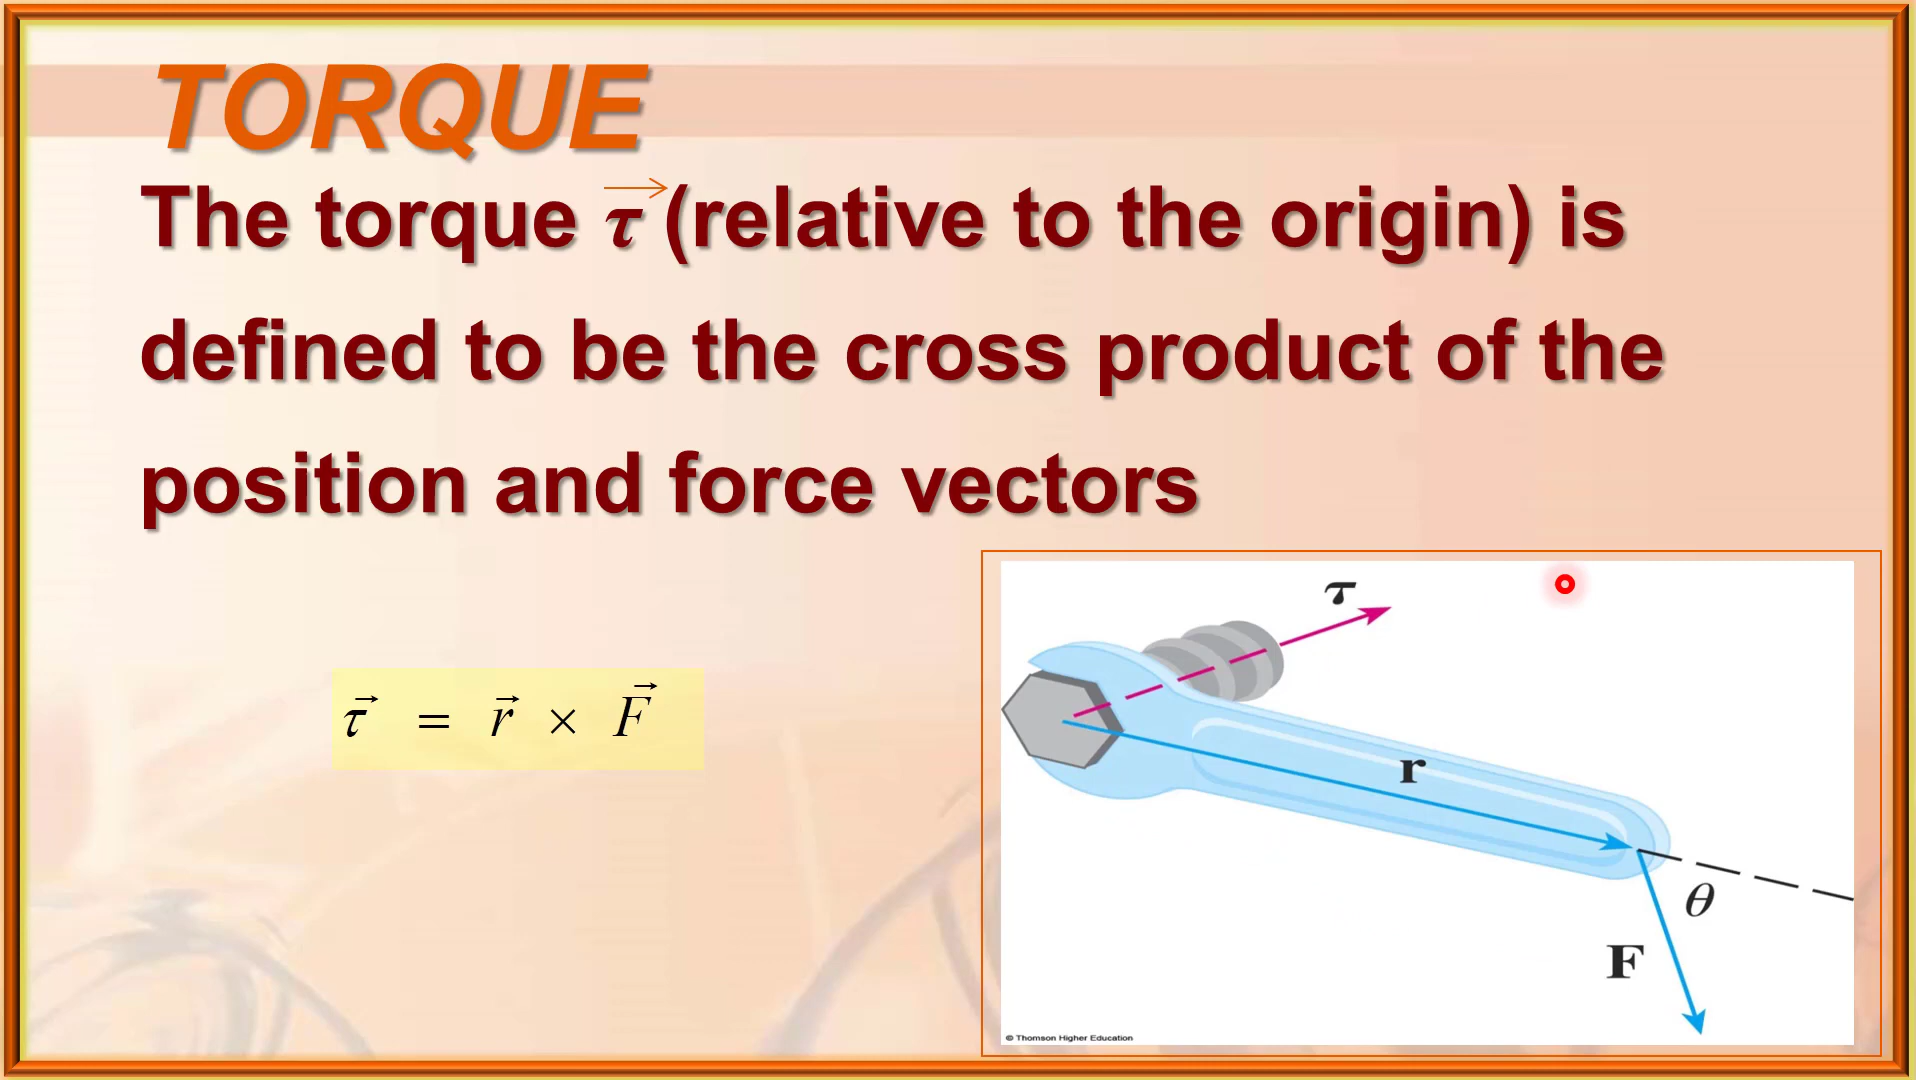 TORQUE
The torque τ⃗ (relative to the origin) is
defined to be the cross product of the
position and force vectors
τ⃗ = r⃗ × F⃗
τ
r
θ
F
© Thomson Higher Education